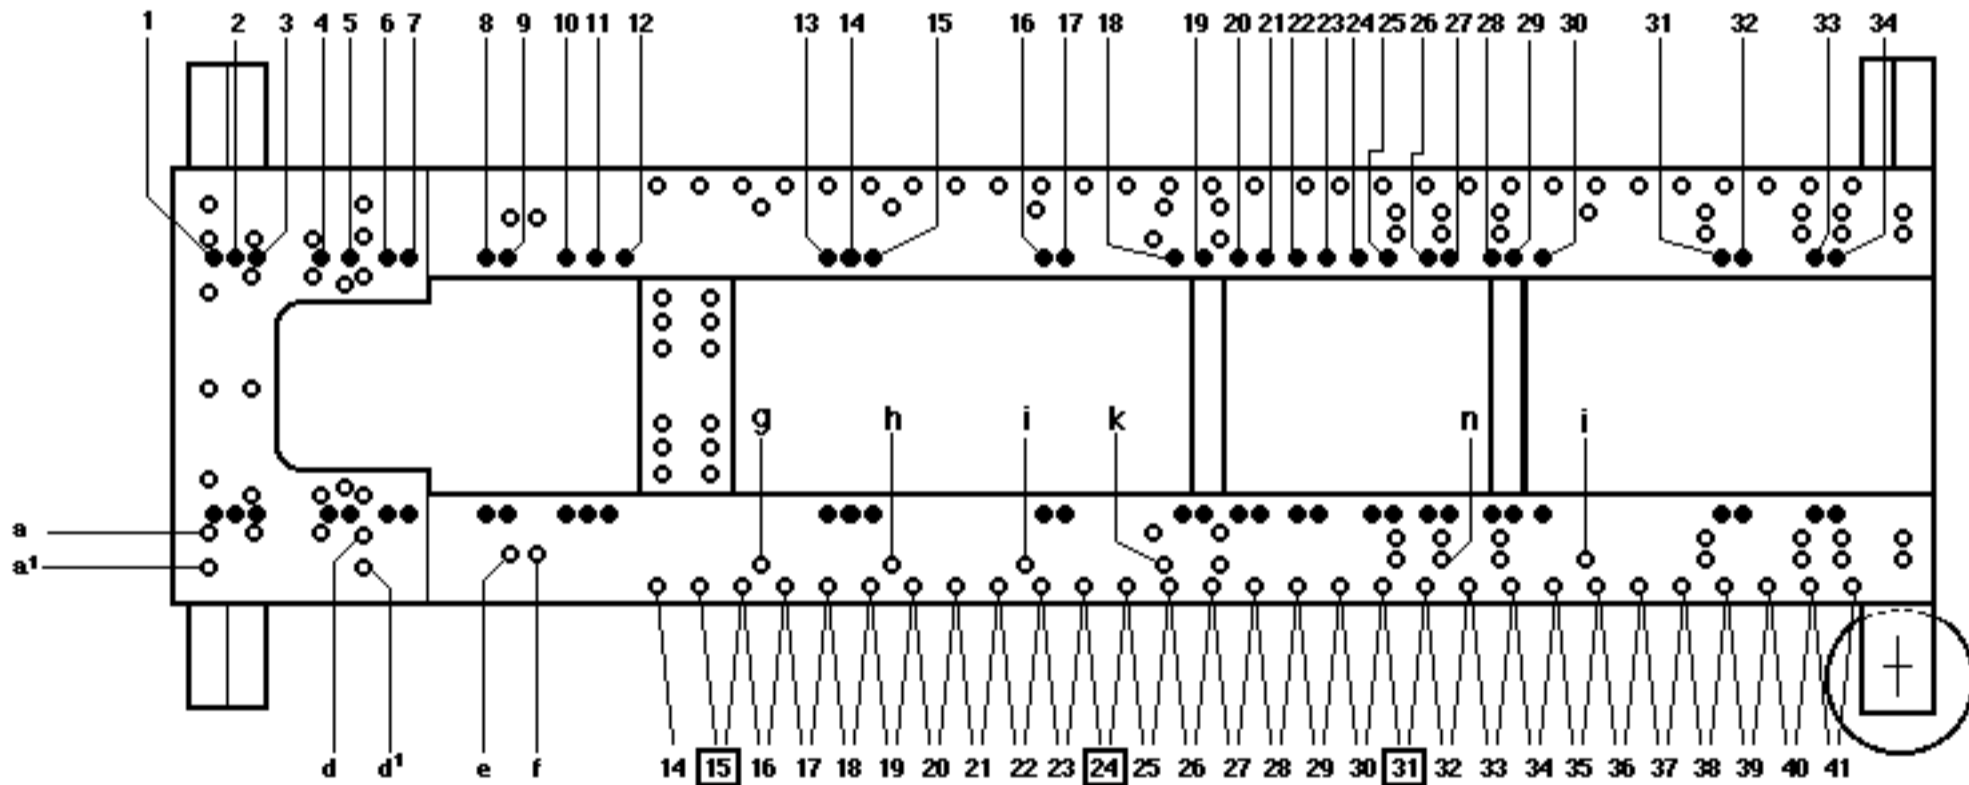 1 2 3 4 5 6 7 8 9 10 11 12 13 14 15 16 17 18 19 20 21 22 23 24 25 26 27 28 29 30 31 32 33 34
g h i k n i
a
a¹
d d¹ e f 14 15 16 17 18 19 20 21 22 23 24 25 26 27 28 29 30 31 32 33 34 35 36 37 38 39 40 41